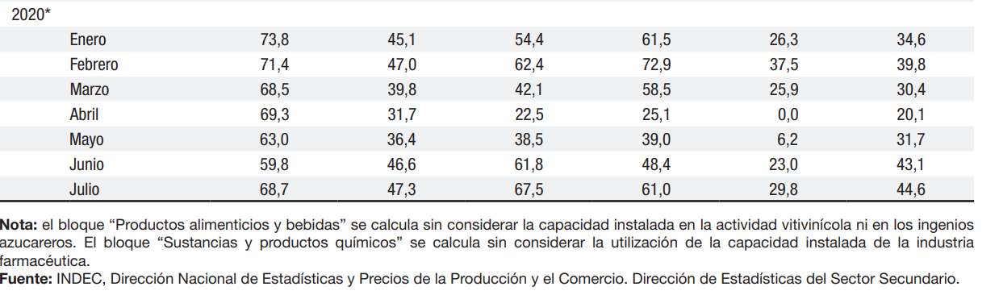 2020*
Enero 73,8 45,1 54,4 61,5 26,3 34,6
Febrero 71,4 47,0 62,4 72,9 37,5 39,8
Marzo 68,5 39,8 42,1 58,5 25,9 30,4
Abril 69,3 31,7 22,5 25,1 0,0 20,1
Mayo 63,0 36,4 38,5 39,0 6,2 31,7
Junio 59,8 46,6 61,8 48,4 23,0 43,1
Julio 68,7 47,3 67,5 61,0 29,8 44,6
Nota: el bloque “Productos alimenticios y bebidas” se calcula sin considerar la capacidad instalada en la actividad vitivinícola ni en los ingenios
azucareros. El bloque “Sustancias y productos químicos” se calcula sin considerar la utilización de la capacidad instalada de la industria
farmacéutica.
Fuente: INDEC, Dirección Nacional de Estadísticas y Precios de la Producción y el Comercio. Dirección de Estadísticas del Sector Secundario.